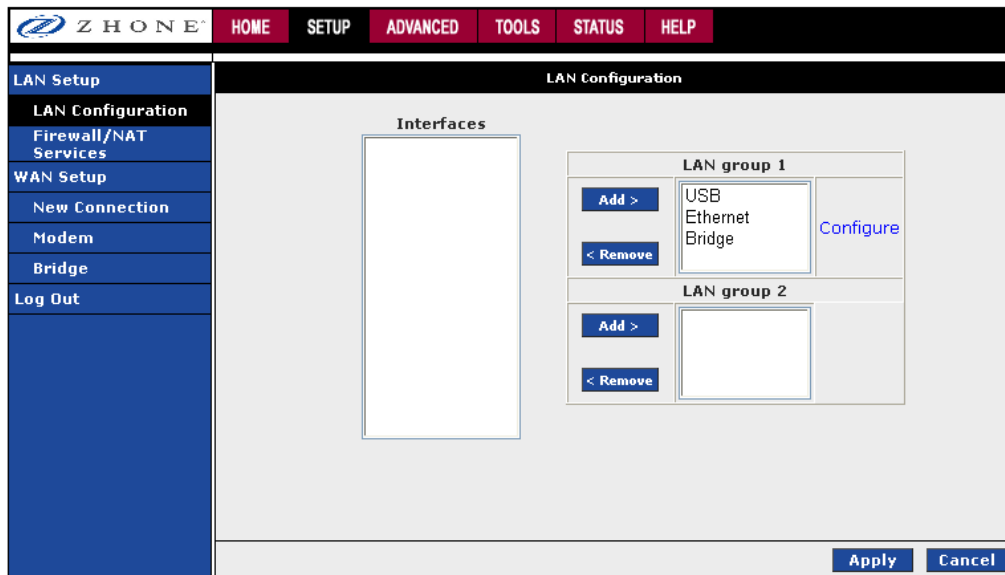 ZHONE
HOME SETUP ADVANCED TOOLS STATUS HELP
LAN Setup
LAN Configuration
Firewall/NAT
Services
WAN Setup
New Connection
Modem
Bridge
Log Out
LAN Configuration
Interfaces
LAN group 1
Add >
< Remove
USB
Ethernet
Bridge
Configure
LAN group 2
Add >
< Remove
Apply Cancel